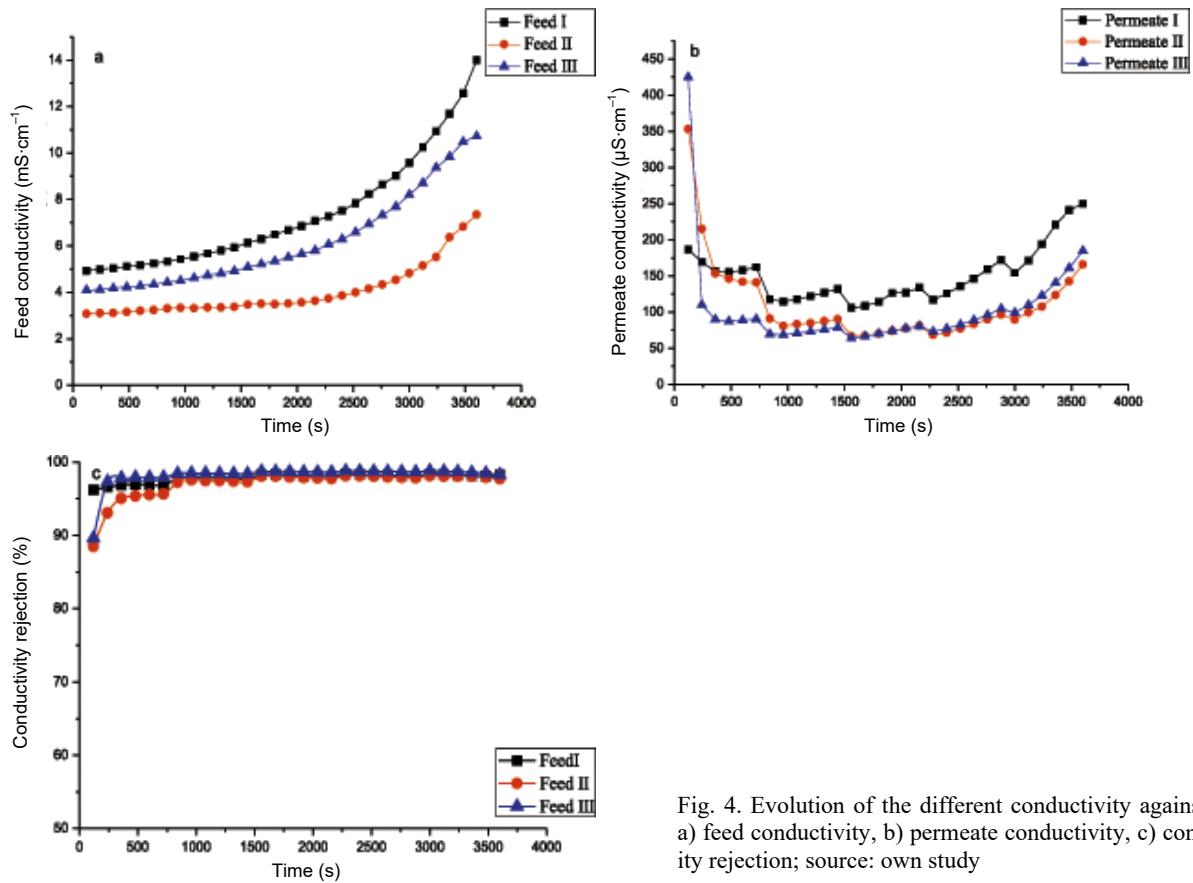 a
Feed I
Feed II
Feed III
Feed conductivity (mS·cm⁻¹)
14
12
10
8
6
4
2
0
0 500 1000 1500 2000 2500 3000 3500 4000
Time (s)
b
Permeate I
Permeate II
Permeate III
Permeate conductivity (µS·cm⁻¹)
450
400
350
300
250
200
150
100
50
0
0 500 1000 1500 2000 2500 3000 3500 4000
Time (s)
c
Conductivity rejection (%)
100
90
80
70
60
50
FeedI
Feed II
Feed III
0 500 1000 1500 2000 2500 3000 3500 4000
Time (s)
Fig. 4. Evolution of the different conductivity agains
a) feed conductivity, b) permeate conductivity, c) con
ity rejection; source: own study